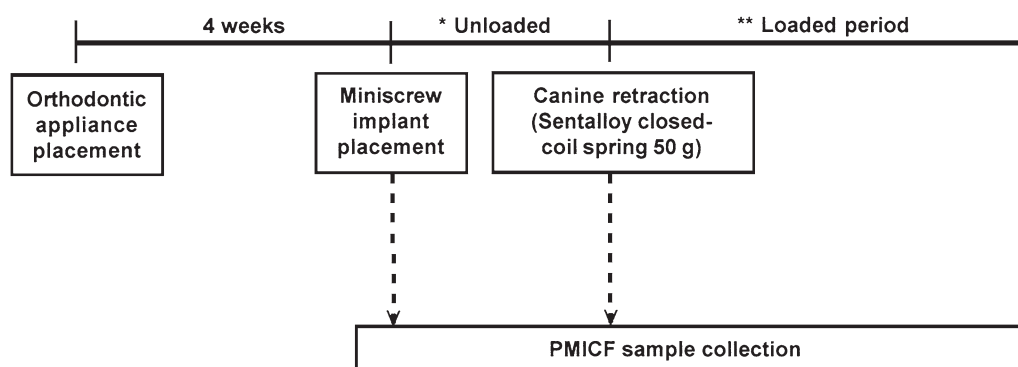 4 weeks
* Unloaded
** Loaded period
Orthodontic
appliance
placement
Miniscrew
implant
placement
Canine retraction
(Sentalloy closed-
coil spring 50 g)
PMICF sample collection